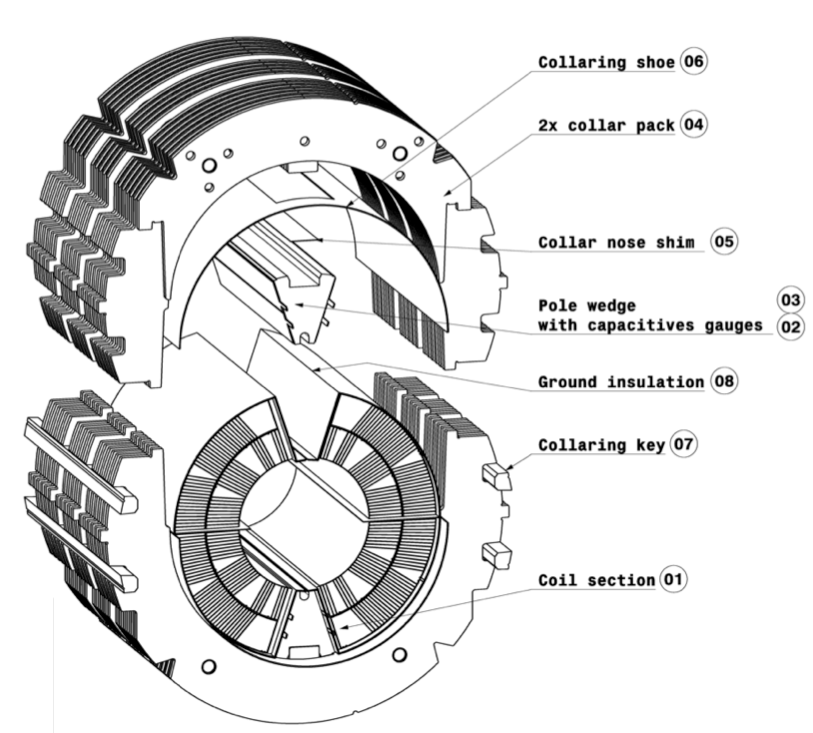 Collaring shoe 06
2x collar pack 04
Collar nose shim 05
Pole wedge 03
with capacitives gauges 02
Ground insulation 08
Collaring key 07
Coil section 01